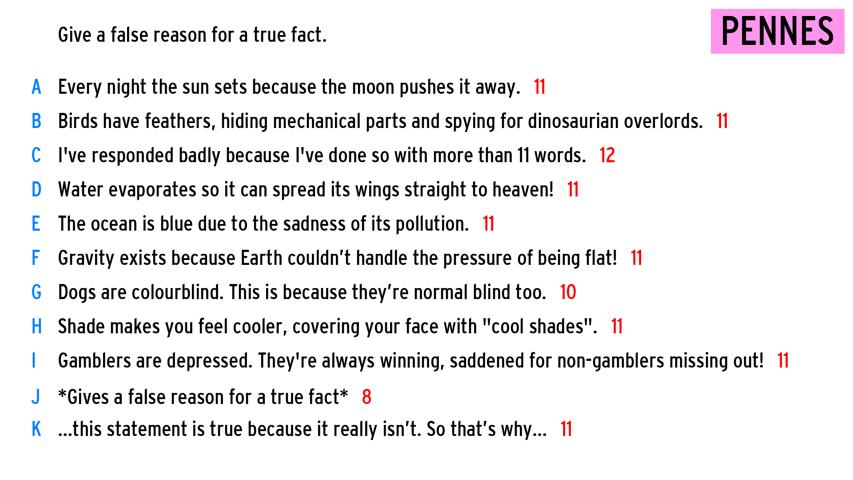 Give a false reason for a true fact.
PENNES
A Every night the sun sets because the moon pushes it away. 11
B Birds have feathers, hiding mechanical parts and spying for dinosaurian overlords. 11
C I've responded badly because I've done so with more than 11 words. 12
D Water evaporates so it can spread its wings straight to heaven! 11
E The ocean is blue due to the sadness of its pollution. 11
F Gravity exists because Earth couldn’t handle the pressure of being flat! 11
G Dogs are colourblind. This is because they’re normal blind too. 10
H Shade makes you feel cooler, covering your face with "cool shades". 11
I Gamblers are depressed. They're always winning, saddened for non-gamblers missing out! 11
J *Gives a false reason for a true fact* 8
K ...this statement is true because it really isn’t. So that’s why... 11